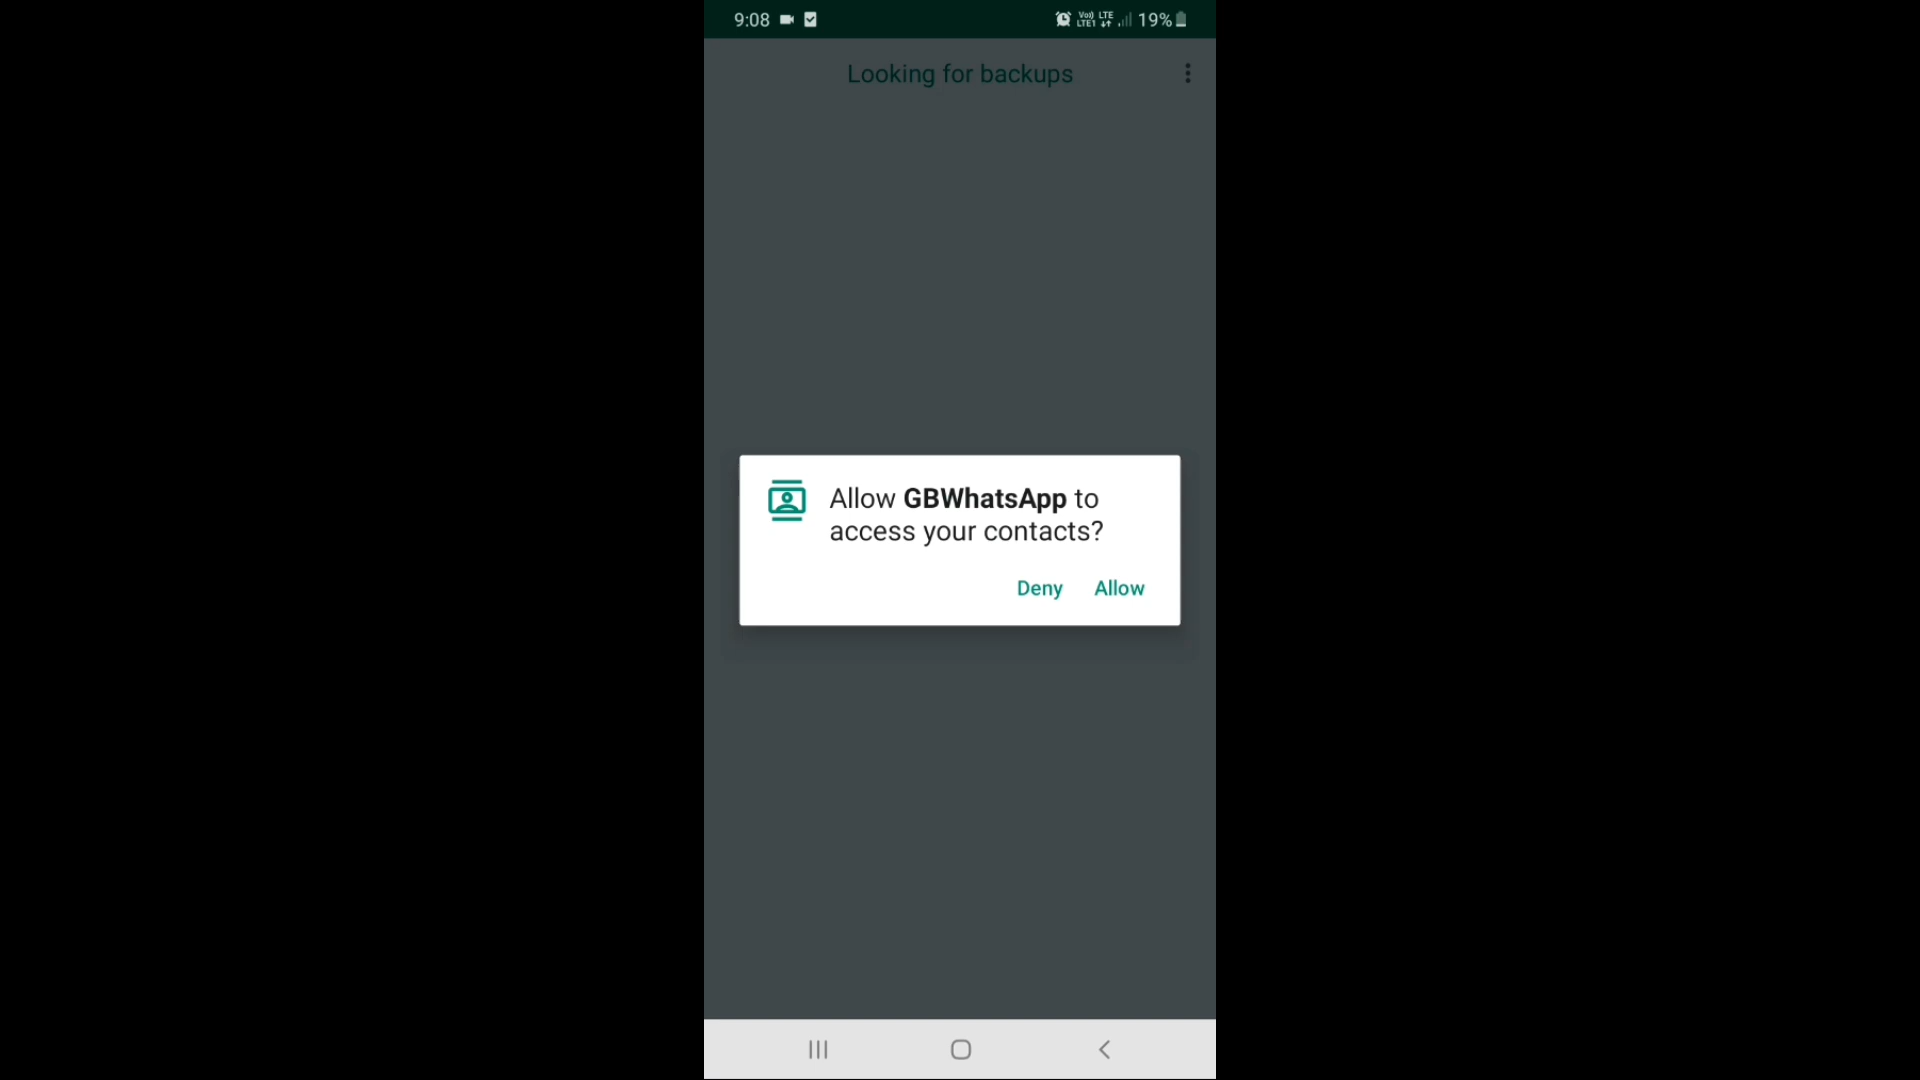 9:08 19%
Looking for backups
Allow GBWhatsApp to
access your contacts?
Deny Allow